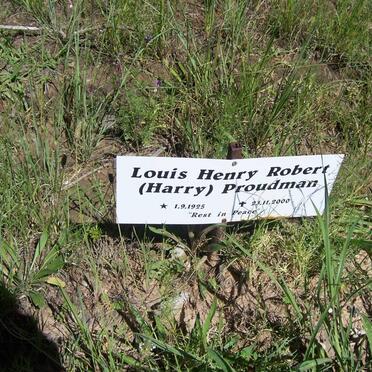 Louis Henry Robert
(Harry) Proudman
★ 1.9.1925 ✝ 23.11.2000
Rest in Peace